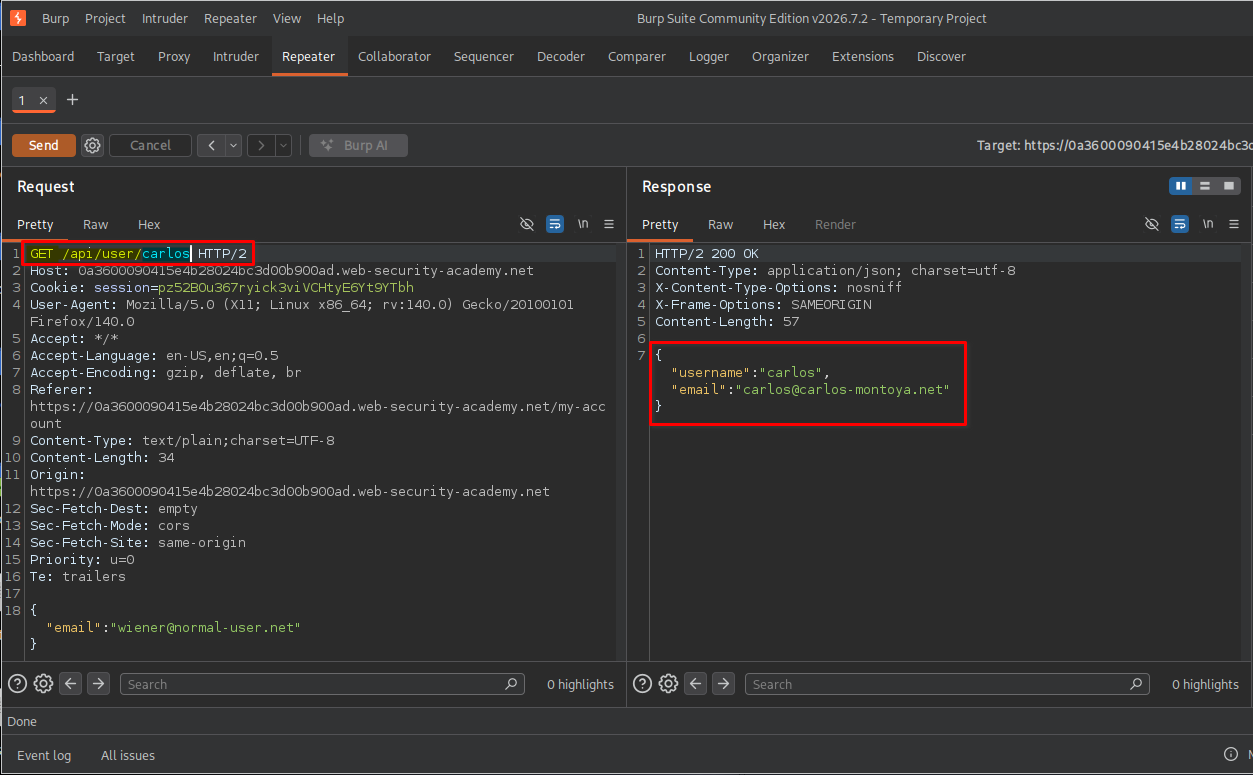 Burp Project Intruder Repeater View Help Burp Suite Community Edition v2026.7.2 - Temporary Project
Dashboard Target Proxy Intruder Repeater Collaborator Sequencer Decoder Comparer Logger Organizer Extensions Discover
1 × +
Send Cancel < > Burp AI Target: https://0a3600090415e4b28024bc3d
Request
Pretty Raw Hex \n
1 GET /api/user/carlos HTTP/2
2 Host: 0a3600090415e4b28024bc3d00b900ad.web-security-academy.net
3 Cookie: session=pz52BOu367ryick3viVCHtyE6Yt9YTbh
4 User-Agent: Mozilla/5.0 (X11; Linux x86_64; rv:140.0) Gecko/20100101
Firefox/140.0
5 Accept: */*
6 Accept-Language: en-US,en;q=0.5
7 Accept-Encoding: gzip, deflate, br
8 Referer:
https://0a3600090415e4b28024bc3d00b900ad.web-security-academy.net/my-acc
ount
9 Content-Type: text/plain;charset=UTF-8
10 Content-Length: 34
11 Origin:
https://0a3600090415e4b28024bc3d00b900ad.web-security-academy.net
12 Sec-Fetch-Dest: empty
13 Sec-Fetch-Mode: cors
14 Sec-Fetch-Site: same-origin
15 Priority: u=0
16 Te: trailers
17
18 {
"email":"wiener@normal-user.net"
}
Search 0 highlights
Response
Pretty Raw Hex Render \n
1 HTTP/2 200 OK
2 Content-Type: application/json; charset=utf-8
3 X-Content-Type-Options: nosniff
4 X-Frame-Options: SAMEORIGIN
5 Content-Length: 57
6
7 {
"username":"carlos",
"email":"carlos@carlos-montoya.net"
}
Search 0 highlights
Done
Event log All issues